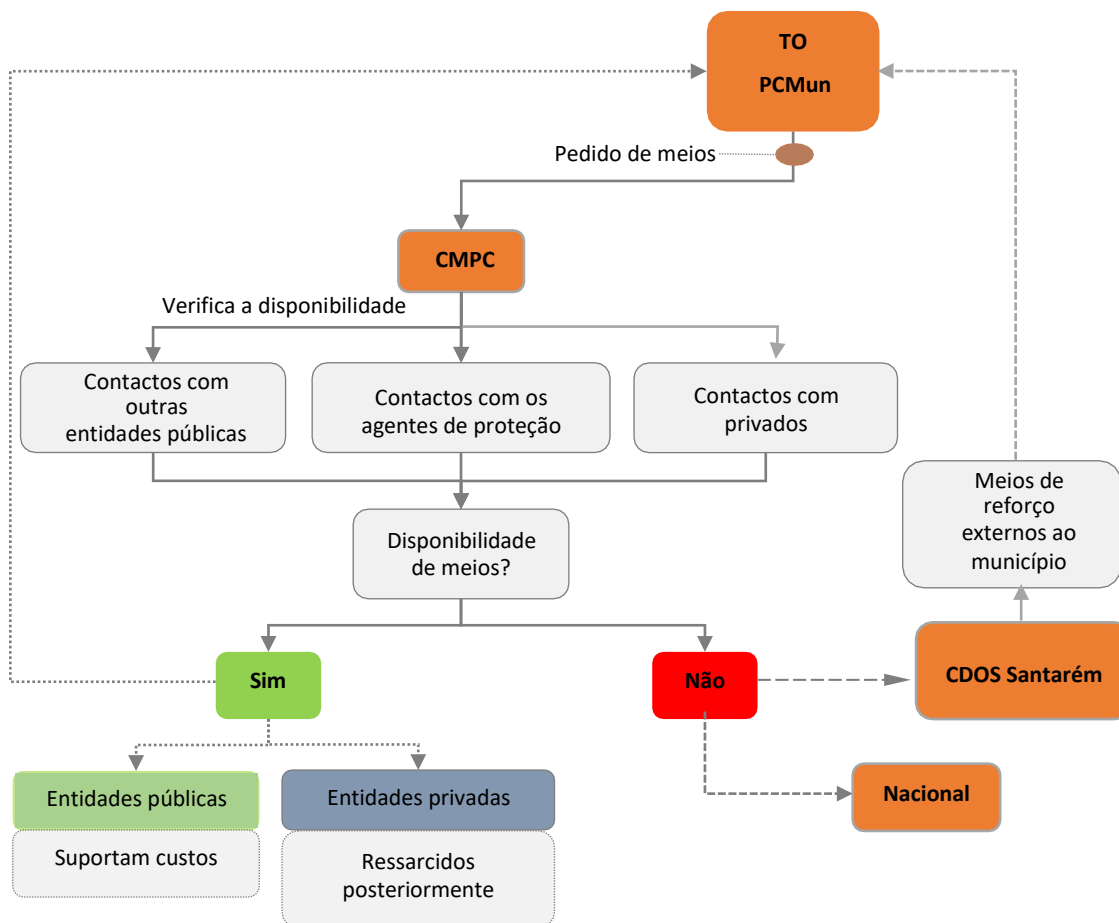 TO
PCMun
Pedido de meios
CMPC
Verifica a disponibilidade
Contactos com
outras
entidades públicas
Contactos com os
agentes de proteção
Contactos com
privados
Meios de
reforço
externos ao
município
Disponibilidade
de meios?
Sim
Não
CDOS Santarém
Entidades públicas
Suportam custos
Entidades privadas
Ressarcidos
posteriormente
Nacional